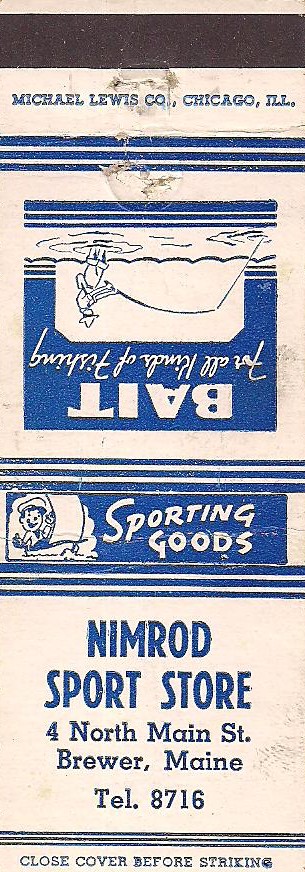 MICHAEL LEWIS CO., CHICAGO, ILL.
BAIT
For all Kinds of Fishing
SPORTING
GOODS
NIMROD
SPORT STORE
4 North Main St.
Brewer, Maine
Tel. 8716
CLOSE COVER BEFORE STRIKING